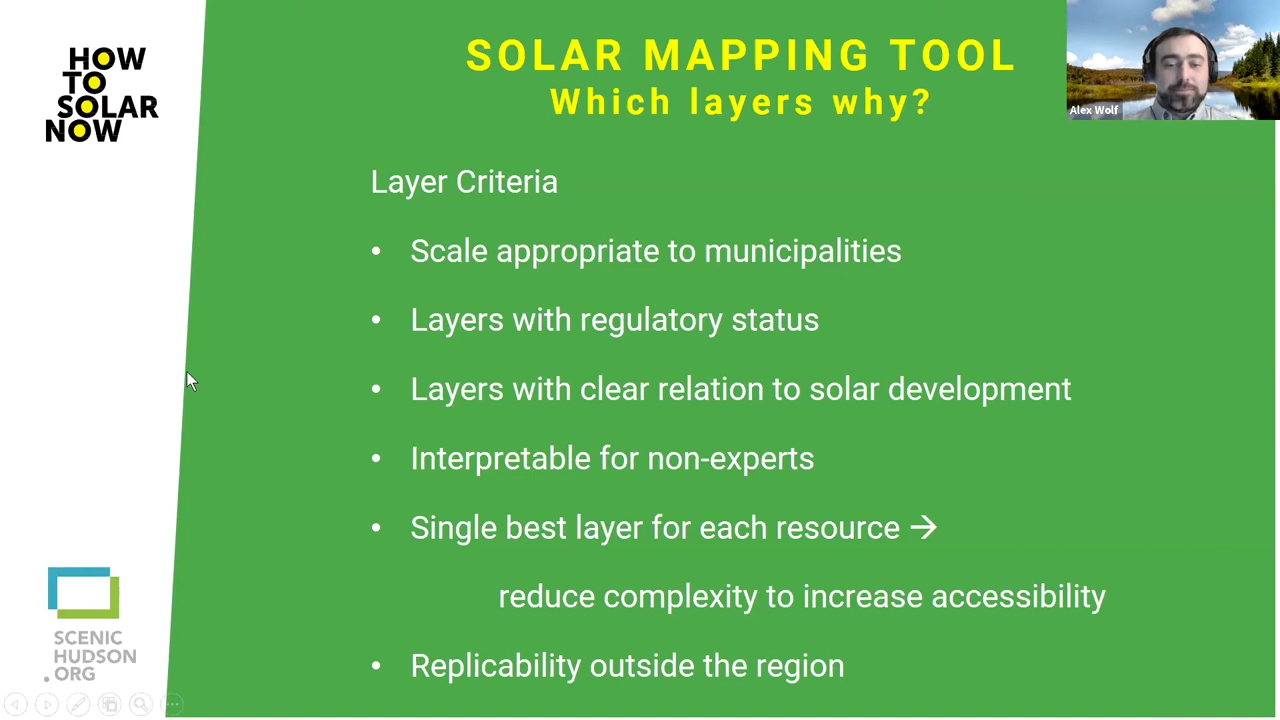 HOW
TO
SOLAR
NOW
SOLAR MAPPING TOOL
Which layers why?
Alex Wolf
Layer Criteria
• Scale appropriate to municipalities
• Layers with regulatory status
• Layers with clear relation to solar development
• Interpretable for non-experts
• Single best layer for each resource →
reduce complexity to increase accessibility
• Replicability outside the region
SCENIC
HUDSON
.ORG